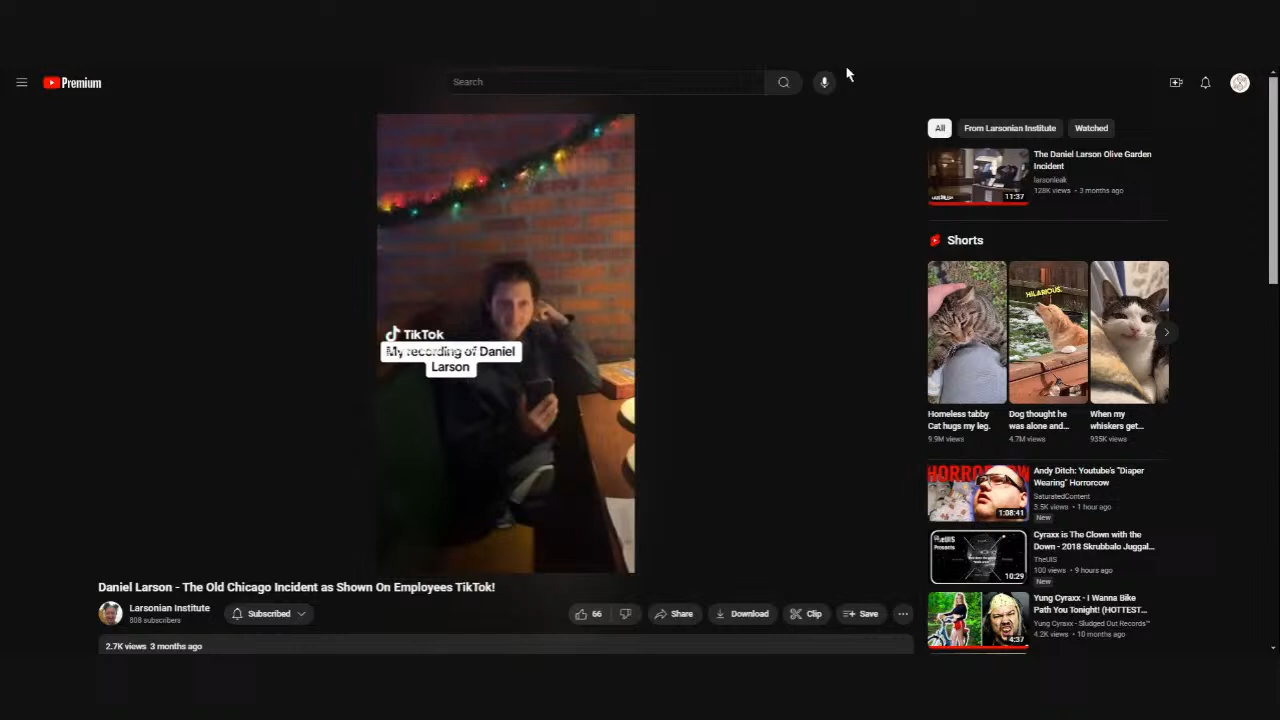 Premium
Search
TikTok
My recording of Daniel
Larson
Daniel Larson - The Old Chicago Incident as Shown On Employees TikTok!
Larsonian Institute
808 subscribers
Subscribed
66
Share
Download
Clip
Save
2.7K views 3 months ago
All
From Larsonian Institute
Watched
11:37
The Daniel Larson Olive Garden
Incident
larsonleak
128K views • 3 months ago
Shorts
HILARIOUS.
Homeless tabby
Cat hugs my leg.
9.9M views
Dog thought he
was alone and...
4.7M views
When my
whiskers get...
935K views
HORRORCOW
1:08:41
Andy Ditch: Youtube's "Diaper
Wearing" Horrorcow
SaturatedContent
3.5K views • 1 hour ago
New
Presents
10:29
Cyraxx is The Clown with the
Down - 2018 Skrubbalo Juggal...
TheUIS
100 views • 9 hours ago
New
4:37
Yung Cyraxx - I Wanna Bike
Path You Tonight! (HOTTEST...
Yung Cyraxx - Sludged Out Records™
4.2K views • 10 months ago